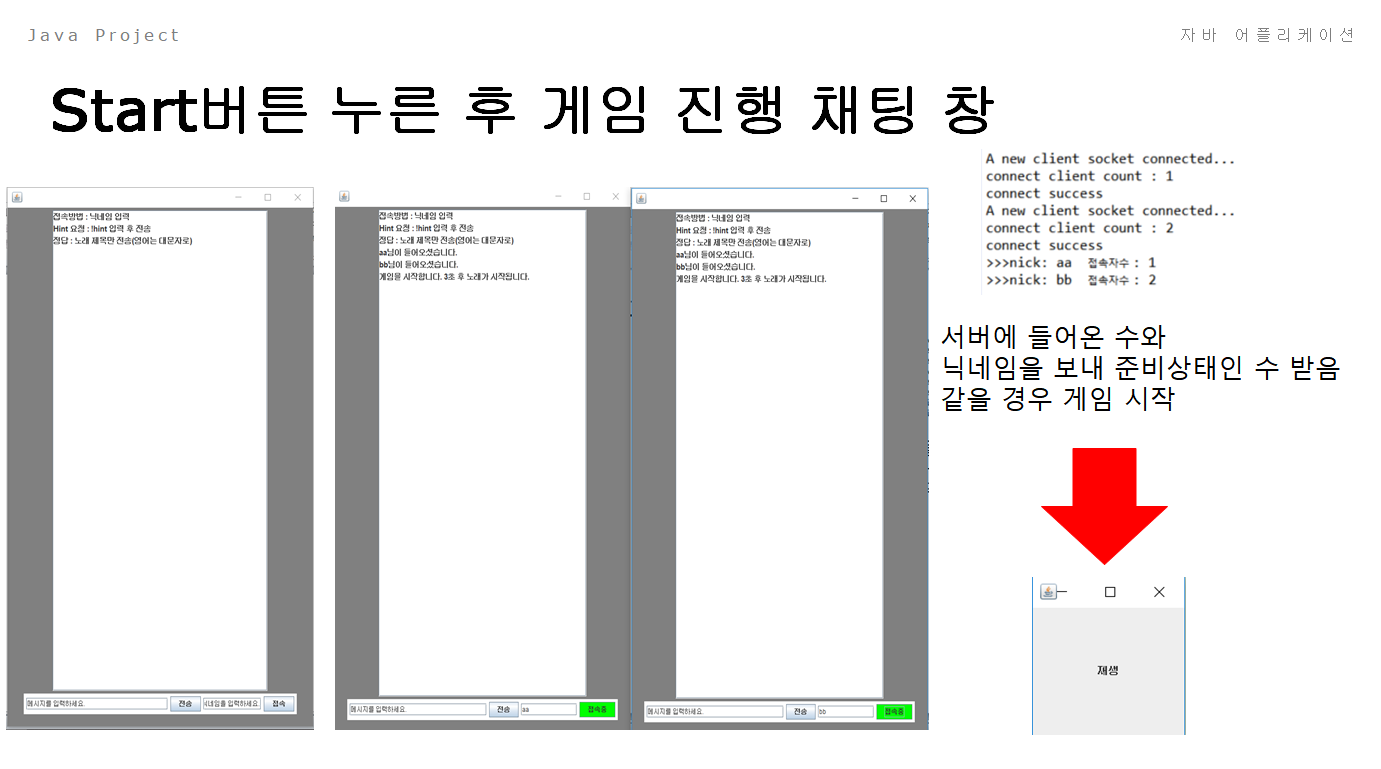 Java Project
자바 어플리케이션
Start버튼 누른 후 게임 진행 채팅 창
접속방법 : 닉네임 입력
Hint 요청 : !hint 입력 후 전송
정답 : 노래 제목만 전송(영어는 대문자로)
메시지를 입력하세요.
전송
네임을 입력하세요.
접속
접속방법 : 닉네임 입력
Hint 요청 : !hint 입력 후 전송
정답 : 노래 제목만 전송(영어는 대문자로)
aa님이 들어오셨습니다.
bb님이 들어오셨습니다.
게임을 시작합니다. 3초 후 노래가 시작됩니다.
메시지를 입력하세요.
전송
aa
접속중
접속방법 : 닉네임 입력
Hint 요청 : !hint 입력 후 전송
정답 : 노래 제목만 전송(영어는 대문자로)
aa님이 들어오셨습니다.
bb님이 들어오셨습니다.
게임을 시작합니다. 3초 후 노래가 시작됩니다.
메시지를 입력하세요.
전송
bb
접속중
A new client socket connected...
connect client count : 1
connect success
A new client socket connected...
connect client count : 2
connect success
>>>nick: aa 접속자수 : 1
>>>nick: bb 접속자수 : 2
서버에 들어온 수와
닉네임을 보내 준비상태인 수 받음
같을 경우 게임 시작
재생